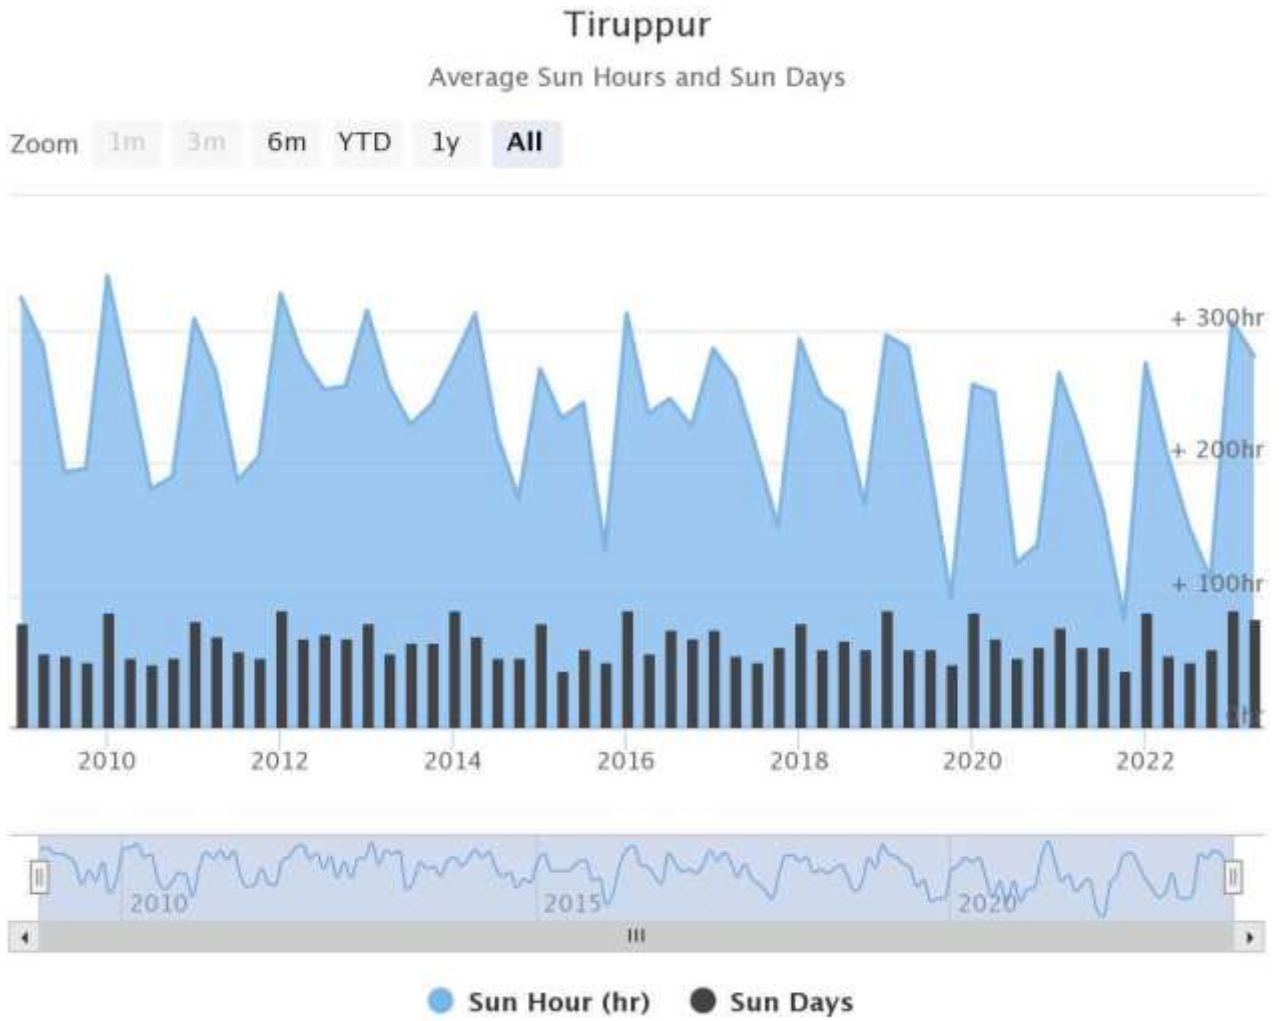 Tiruppur
Average Sun Hours and Sun Days
Zoom 1m 3m 6m YTD 1y All
+ 300hr
+ 200hr
+ 100hr
0hr
2010 2012 2014 2016 2018 2020 2022
2010 2015 2020
Sun Hour (hr) Sun Days